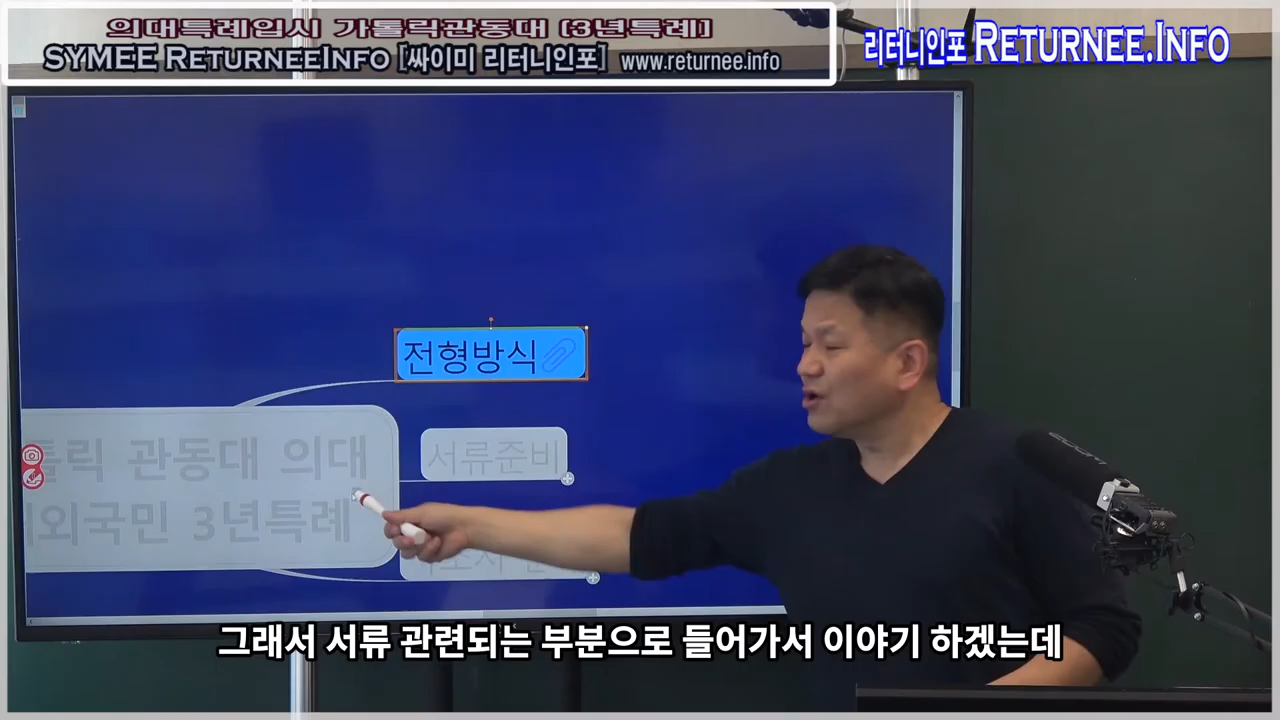 의대특례입시 가톨릭관동대 [3년특례]
SYMEE RETURNEEINFO [싸이미 리터니인포] www.returnee.info
리터니인포 RETURNEE.INFO
전형방식
톨릭 관동대 의대
외국민 3년특례
서류준비
그래서 서류 관련되는 부분으로 들어가서 이야기 하겠는데